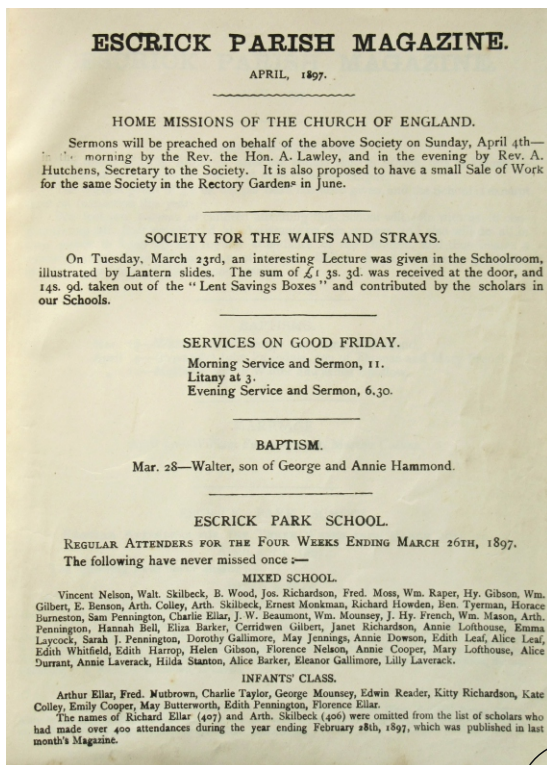 ESCRICK PARISH MAGAZINE.
APRIL, 1897.
HOME MISSIONS OF THE CHURCH OF ENGLAND.
Sermons will be preached on behalf of the above Society on Sunday, April 4th—
morning by the Rev. the Hon. A. Lawley, and in the evening by Rev. A.
Hutchens, Secretary to the Society. It is also proposed to have a small Sale of Work
for the same Society in the Rectory Gardens in June.
SOCIETY FOR THE WAIFS AND STRAYS.
On Tuesday, March 23rd, an interesting Lecture was given in the Schoolroom,
illustrated by Lantern slides. The sum of £1 3s. 3d. was received at the door, and
14s. 9d. taken out of the "Lent Savings Boxes" and contributed by the scholars in
our Schools.
SERVICES ON GOOD FRIDAY.
Morning Service and Sermon, 11.
Litany at 3.
Evening Service and Sermon, 6.30.
BAPTISM.
Mar. 28—Walter, son of George and Annie Hammond.
ESCRICK PARK SCHOOL.
REGULAR ATTENDERS FOR THE FOUR WEEKS ENDING MARCH 26TH, 1897.
The following have never missed once :—
MIXED SCHOOL.
Vincent Nelson, Walt. Skilbeck, B. Wood, Jos. Richardson, Fred. Moss, Wm. Raper, Hy. Gibson, Wm.
Gilbert, E. Benson, Arth. Colley, Arth. Skilbeck, Ernest Monkman, Richard Howden, Ben. Tyerman, Horace
Burneston, Sam Pennington, Charlie Ellar, J. W. Beaumont, Wm. Mounsey, J. Hy. French, Wm. Mason, Arth.
Pennington, Hannah Bell, Eliza Barker, Cerridwen Gilbert, Janet Richardson, Annie Lofthouse, Emma
Laycock, Sarah J. Pennington, Dorothy Gallimore, May Jennings, Annie Dowson, Edith Leaf, Alice Leaf,
Edith Whitfield, Edith Harrop, Helen Gibson, Florence Nelson, Annie Cooper, Mary Lofthouse, Alice
Durrant, Annie Laverack, Hilda Stanton, Alice Barker, Eleanor Gallimore, Lilly Laverack.
INFANTS' CLASS.
Arthur Ellar, Fred. Nutbrown, Charlie Taylor, George Mounsey, Edwin Reader, Kitty Richardson, Kate
Colley, Emily Cooper, May Butterworth, Edith Pennington, Florence Ellar.
The names of Richard Ellar (407) and Arth. Skilbeck (406) were omitted from the list of scholars who
had made over 400 attendances during the year ending February 28th, 1897, which was published in last
month's Magazine.